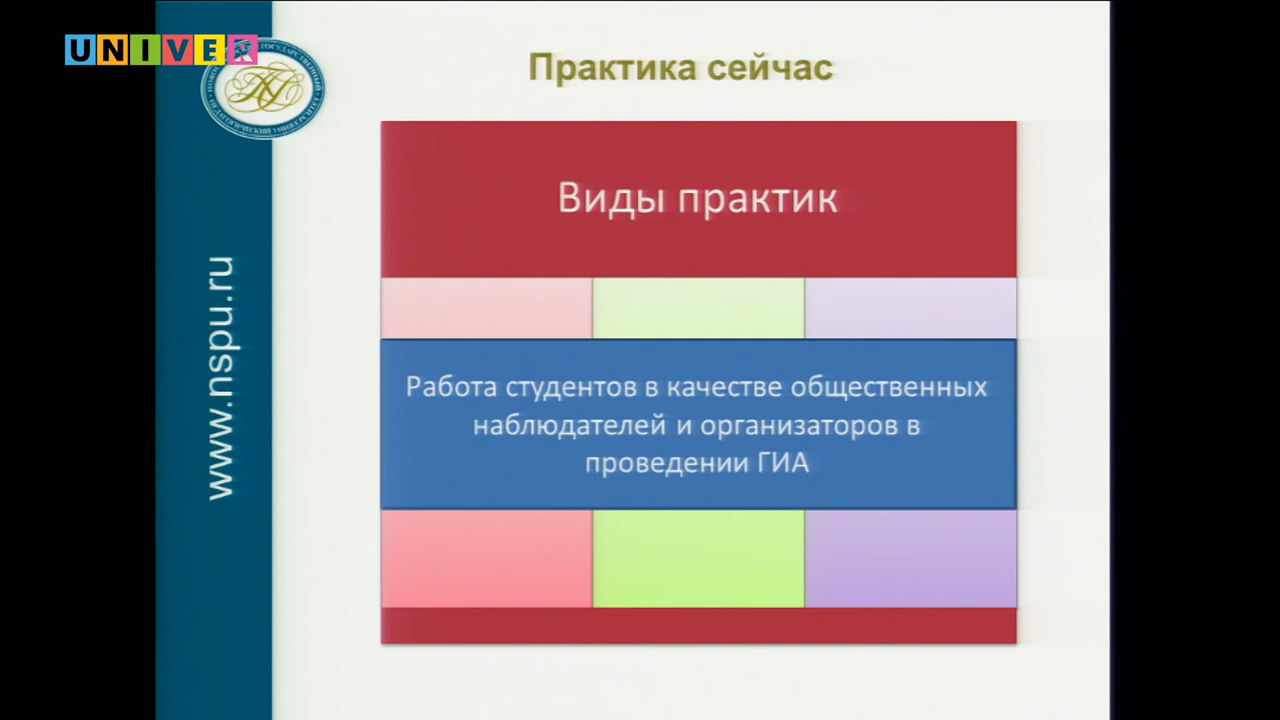 UNIVER
Практика сейчас
Виды практик
www.nspu.ru
Работа студентов в качестве общественных
наблюдателей и организаторов в
проведении ГИА